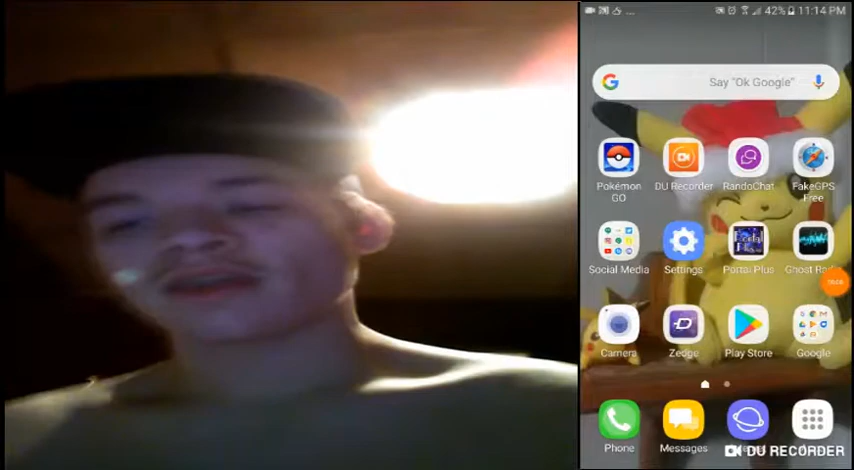 ... 42% 11:14 PM
Say "Ok Google"
Pokémon GO
DU Recorder
RandoChat
FakeGPS Free
Social Media
Settings
Portal Plus
Ghost
Camera
Zedge
Play Store
Google
Phone
Messages
DU RECORDER